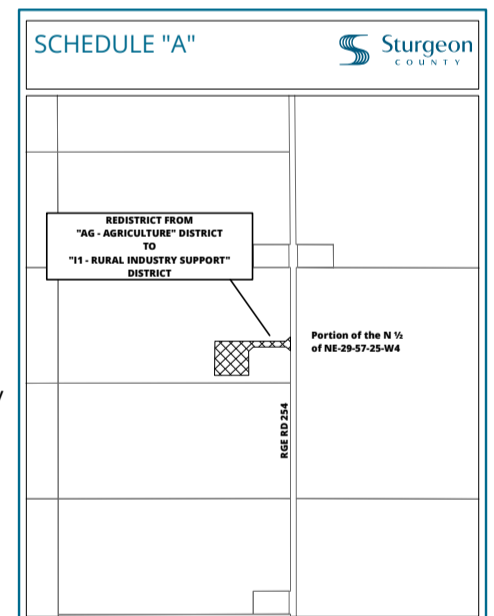 SCHEDULE "A"
Sturgeon
COUNTY
REDISTRICT FROM
"AG - AGRICULTURE" DISTRICT
TO
"I1 - RURAL INDUSTRY SUPPORT"
DISTRICT
Portion of the N ½
of NE-29-57-25-W4
RGE RD 254